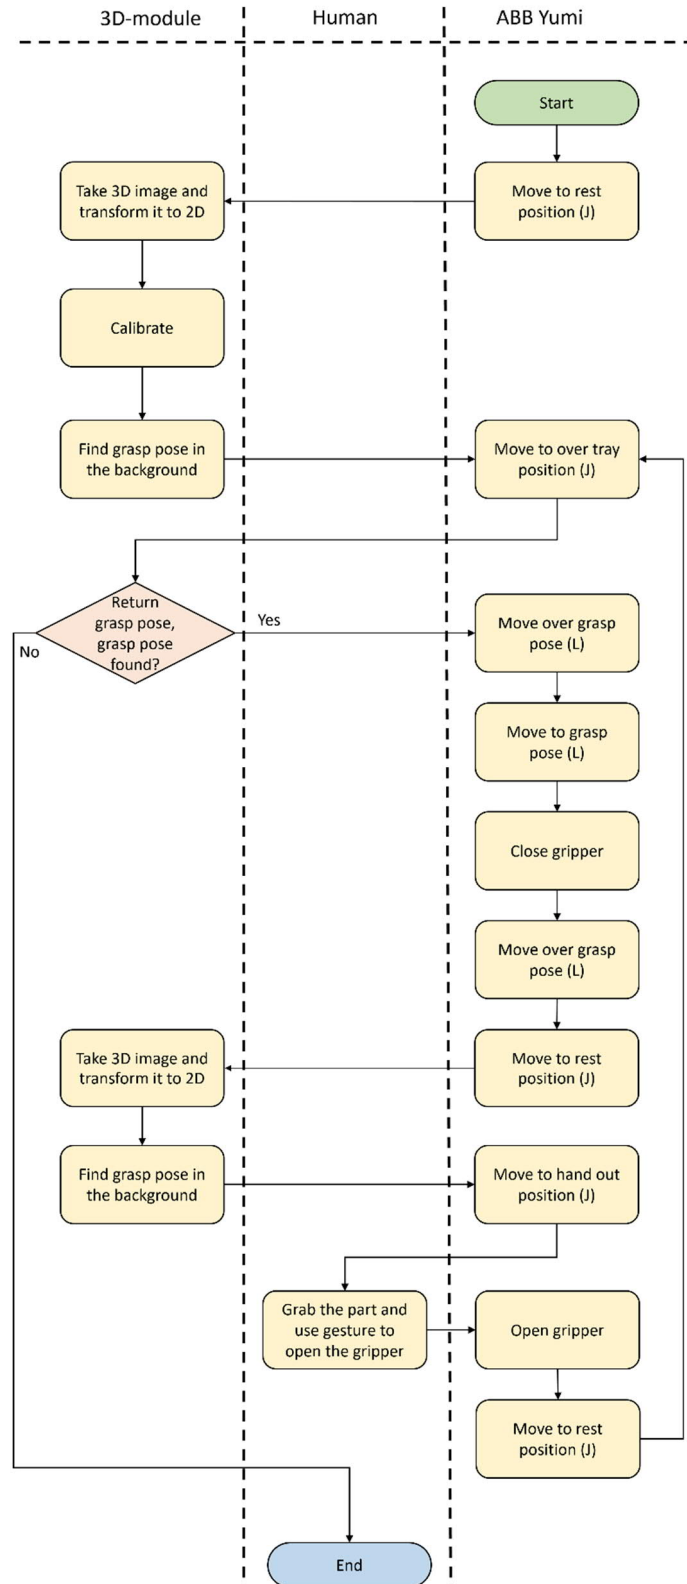 3D-module
Human
ABB Yumi
Start
Move to rest
position (J)
Take 3D image and
transform it to 2D
Calibrate
Find grasp pose in
the background
Move to over tray
position (J)
Return
grasp pose,
grasp pose
found?
Yes
No
Move over grasp
pose (L)
Move to grasp
pose (L)
Close gripper
Move over grasp
pose (L)
Move to rest
position (J)
Take 3D image and
transform it to 2D
Find grasp pose in
the background
Move to hand out
position (J)
Grab the part and
use gesture to
open the gripper
Open gripper
Move to rest
position (J)
End